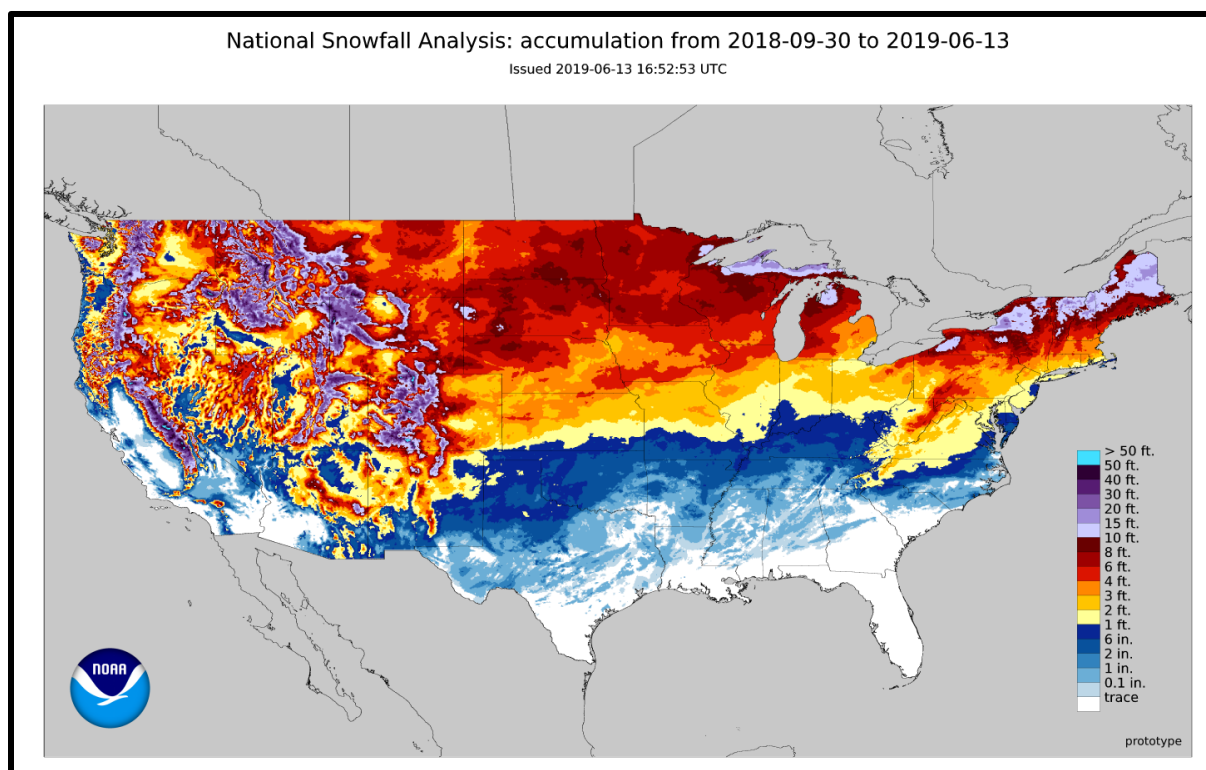 National Snowfall Analysis: accumulation from 2018-09-30 to 2019-06-13
Issued 2019-06-13 16:52:53 UTC
> 50 ft.
50 ft.
40 ft.
30 ft.
20 ft.
15 ft.
10 ft.
8 ft.
6 ft.
4 ft.
3 ft.
2 ft.
1 ft.
6 in.
2 in.
1 in.
0.1 in.
trace
NOAA
prototype